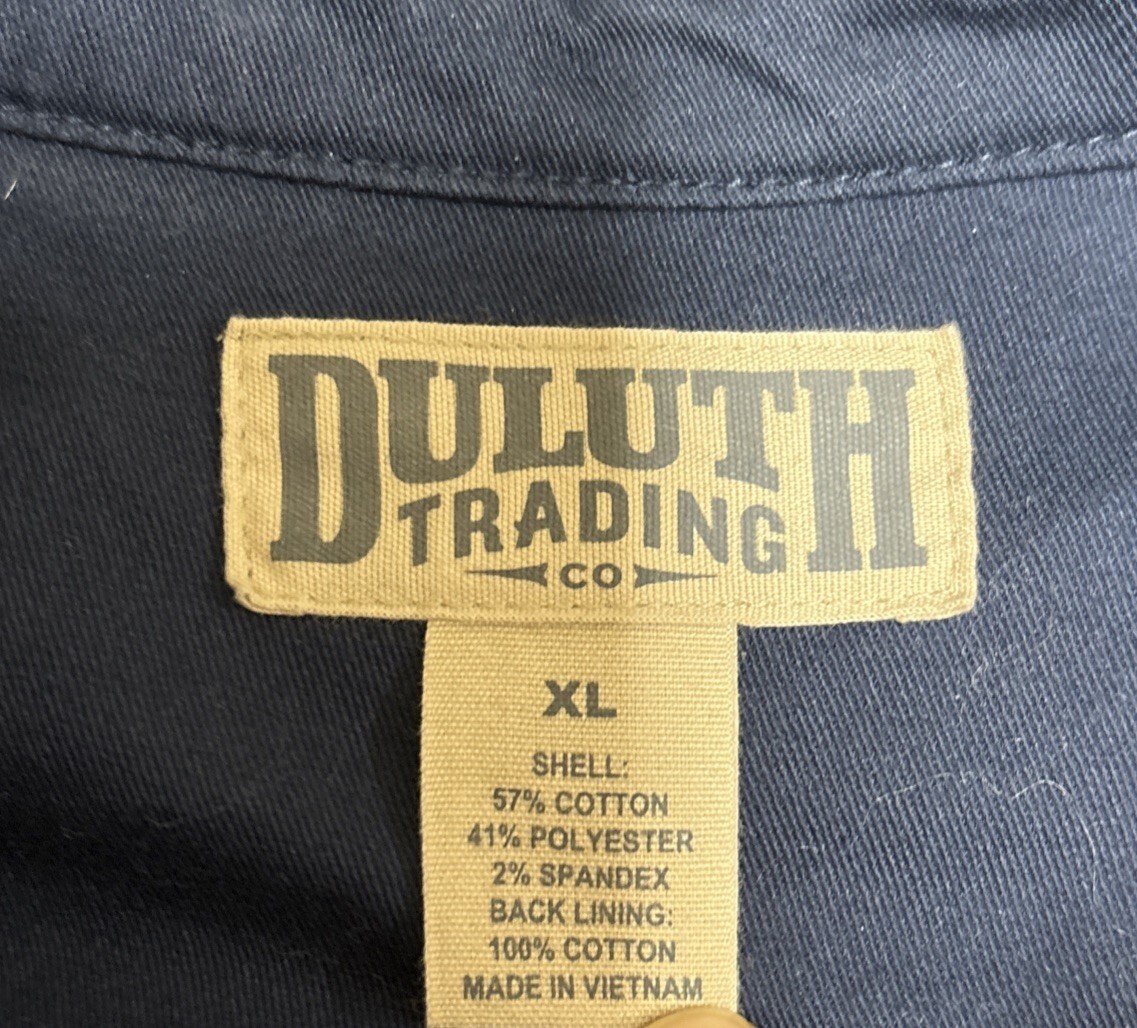 DULUTH
TRADING
CO
XL
SHELL:
57% COTTON
41% POLYESTER
2% SPANDEX
BACK LINING:
100% COTTON
MADE IN VIETNAM